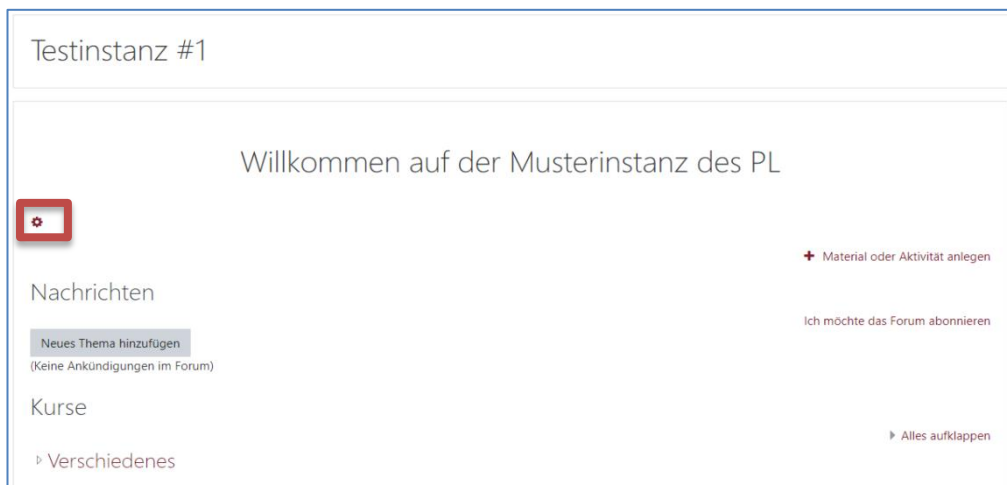 Testinstanz #1
Willkommen auf der Musterinstanz des PL
+ Material oder Aktivität anlegen
Nachrichten
Ich möchte das Forum abonnieren
Neues Thema hinzufügen
(Keine Ankündigungen im Forum)
Kurse
Alles aufklappen
Verschiedenes